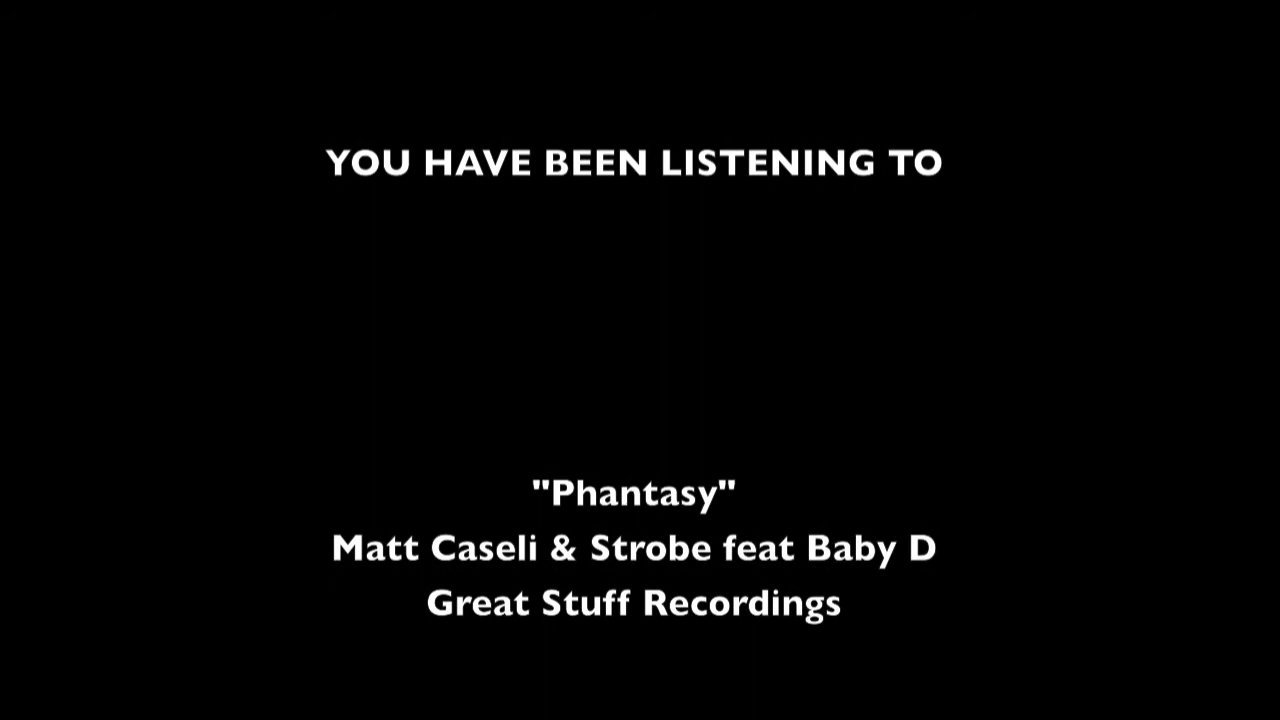 YOU HAVE BEEN LISTENING TO
"Phantasy"
Matt Caseli & Strobe feat Baby D
Great Stuff Recordings